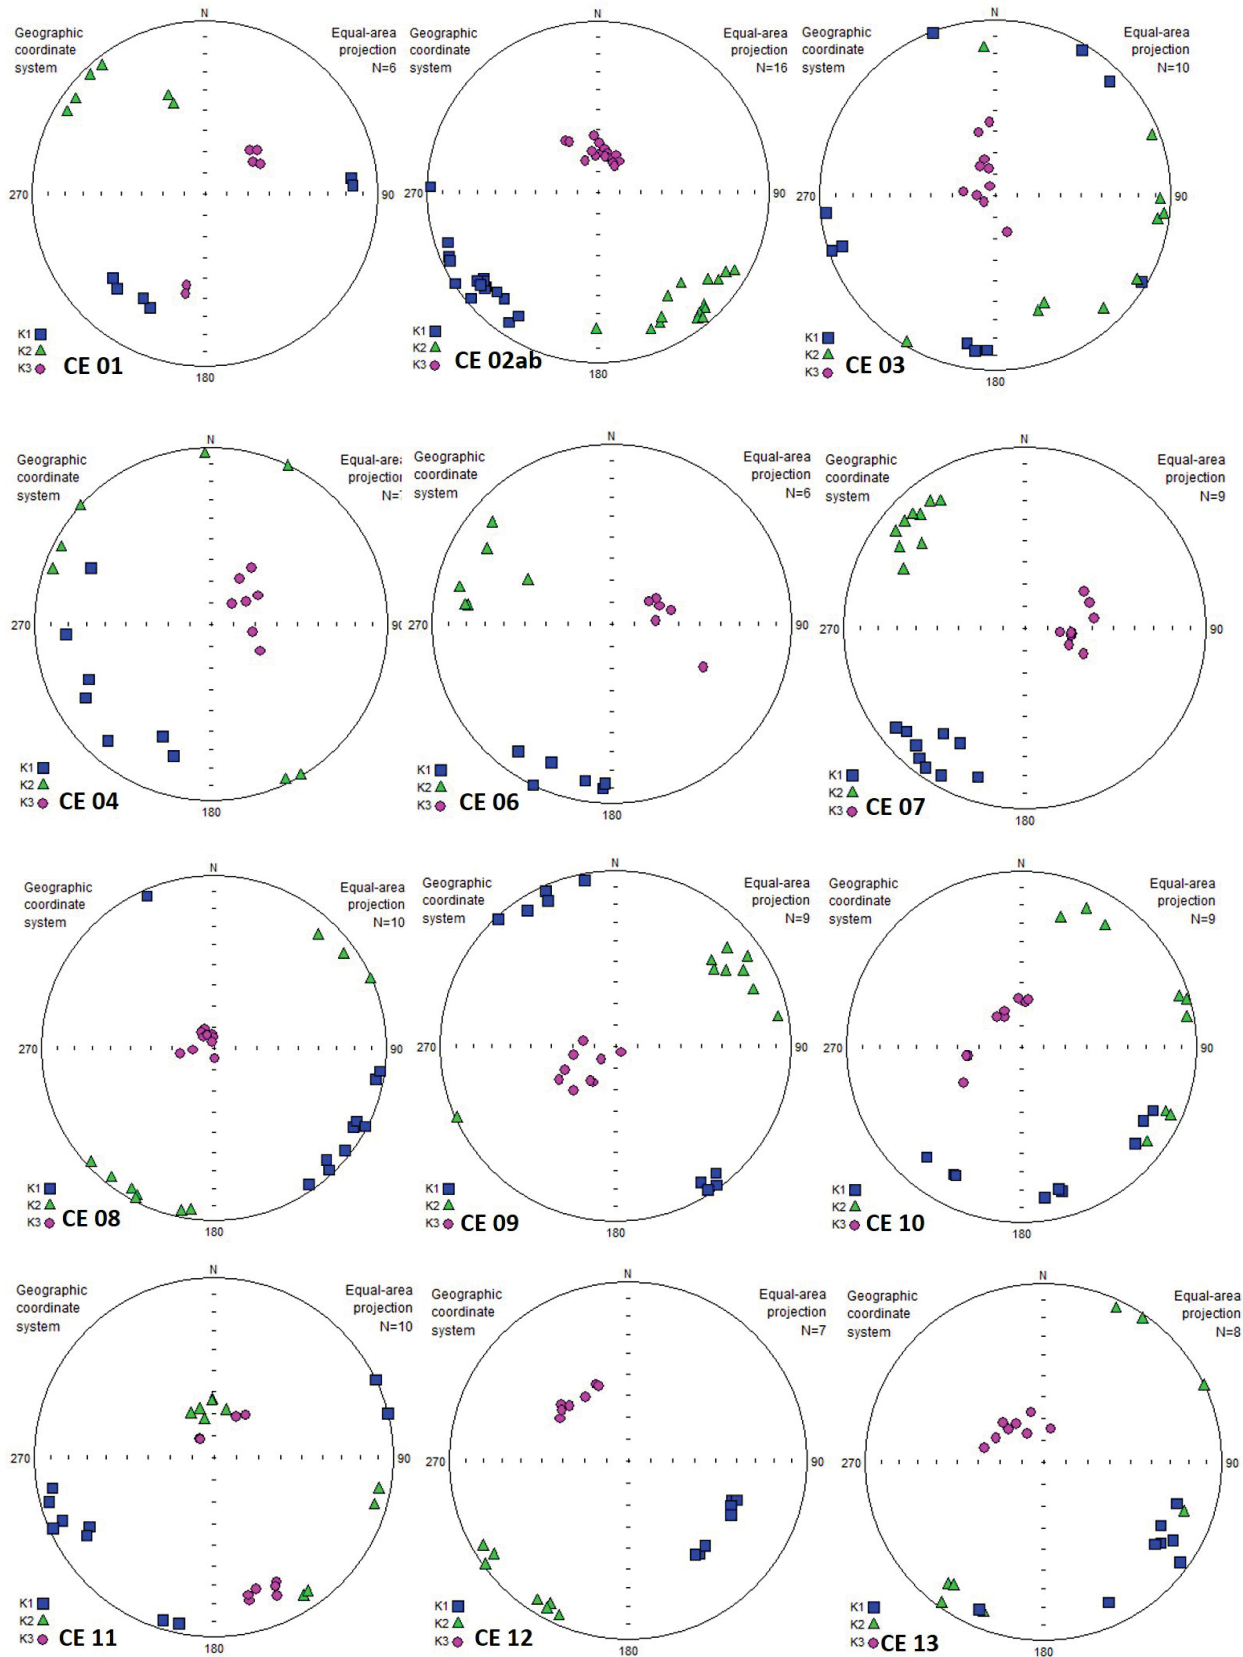 N
Geographic
coordinate
system
Equal-area
projection
N=6
270
90
K1
K2
K3
CE 01
180
N
Geographic
coordinate
system
Equal-area
projection
N=16
270
90
K1
K2
K3
CE 02ab
180
N
Geographic
coordinate
system
Equal-area
projection
N=10
270
90
K1
K2
K3
CE 03
180
N
Geographic
coordinate
system
Equal-area
projection
N=
270
90
K1
K2
K3
CE 04
180
N
Geographic
coordinate
system
Equal-area
projection
N=6
270
90
K1
K2
K3
CE 06
180
N
Geographic
coordinate
system
Equal-area
projection
N=9
270
90
K1
K2
K3
CE 07
180
N
Geographic
coordinate
system
Equal-area
projection
N=10
270
90
K1
K2
K3
CE 08
180
N
Geographic
coordinate
system
Equal-area
projection
N=9
270
90
K1
K2
K3
CE 09
180
N
Geographic
coordinate
system
Equal-area
projection
N=9
270
90
K1
K2
K3
CE 10
180
N
Geographic
coordinate
system
Equal-area
projection
N=10
270
90
K1
K2
K3
CE 11
180
N
Geographic
coordinate
system
Equal-area
projection
N=7
270
90
K1
K2
K3
CE 12
180
N
Geographic
coordinate
system
Equal-area
projection
N=8
270
90
K1
K2
K3
CE 13
180